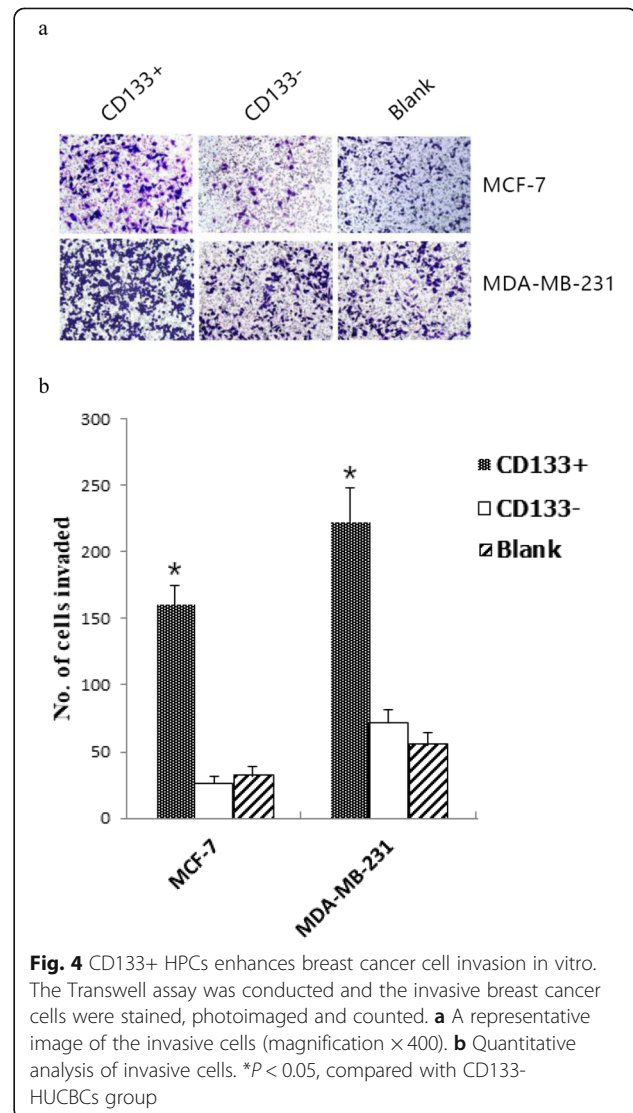 a
CD133+ CD133- Blank
MCF-7
MDA-MB-231
b
300
250
200
150
100
50
0
No. of cells invaded
* *
CD133+
CD133-
Blank
MCF-7 MDA-MB-231
Fig. 4 CD133+ HPCs enhances breast cancer cell invasion in vitro.
The Transwell assay was conducted and the invasive breast cancer
cells were stained, photoimaged and counted. a A representative
image of the invasive cells (magnification × 400). b Quantitative
analysis of invasive cells. *P < 0.05, compared with CD133-
HUCBCs group